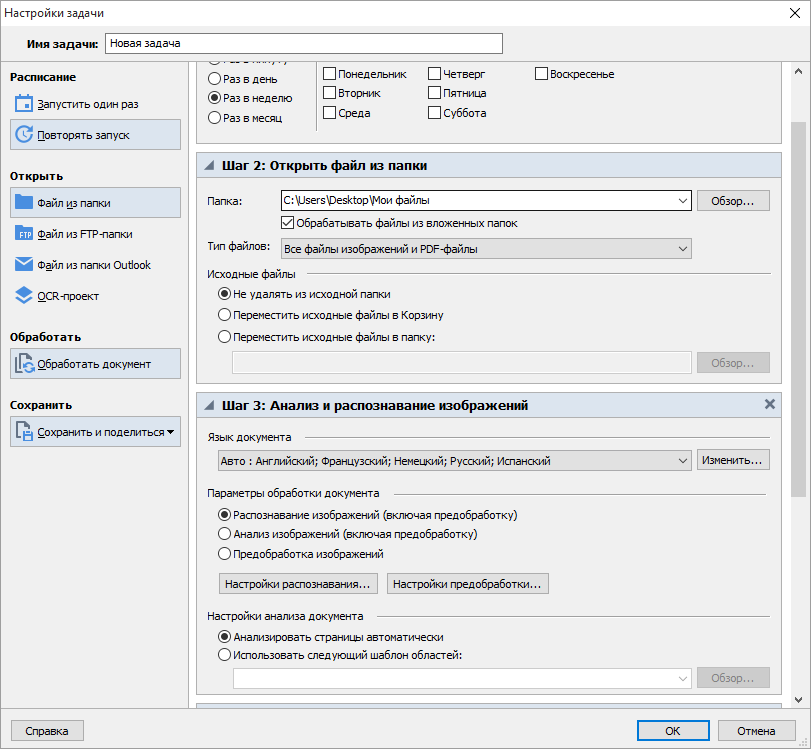 Настройки задачи
Имя задачи: Новая задача
Расписание
Запустить один раз
Повторять запуск
Открыть
Файл из папки
Файл из FTP-папки
Файл из папки Outlook
OCR-проект
Обработать
Обработать документ
Сохранить
Сохранить и поделиться
Раз в минуту
Раз в день
Раз в неделю
Раз в месяц
Понедельник Четверг Воскресенье
Вторник Пятница
Среда Суббота
Шаг 2: Открыть файл из папки
Папка: C:\Users\Desktop\Мои файлы Обзор...
Обрабатывать файлы из вложенных папок
Тип файлов: Все файлы изображений и PDF-файлы
Исходные файлы
Не удалять из исходной папки
Переместить исходные файлы в Корзину
Переместить исходные файлы в папку:
Обзор...
Шаг 3: Анализ и распознавание изображений
Язык документа
Авто : Английский; Французский; Немецкий; Русский; Испанский Изменить...
Параметры обработки документа
Распознавание изображений (включая предобработку)
Анализ изображений (включая предобработку)
Предобработка изображений
Настройки распознавания... Настройки предобработки...
Настройки анализа документа
Анализировать страницы автоматически
Использовать следующий шаблон областей:
Обзор...
Справка OK Отмена